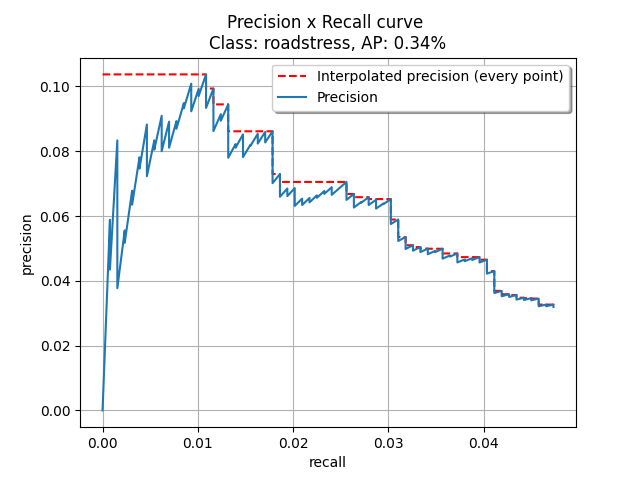 Precision x Recall curve
Class: roadstress, AP: 0.34%
Interpolated precision (every point)
Precision
0.10
0.08
0.06
0.04
0.02
0.00
precision
0.00 0.01 0.02 0.03 0.04
recall